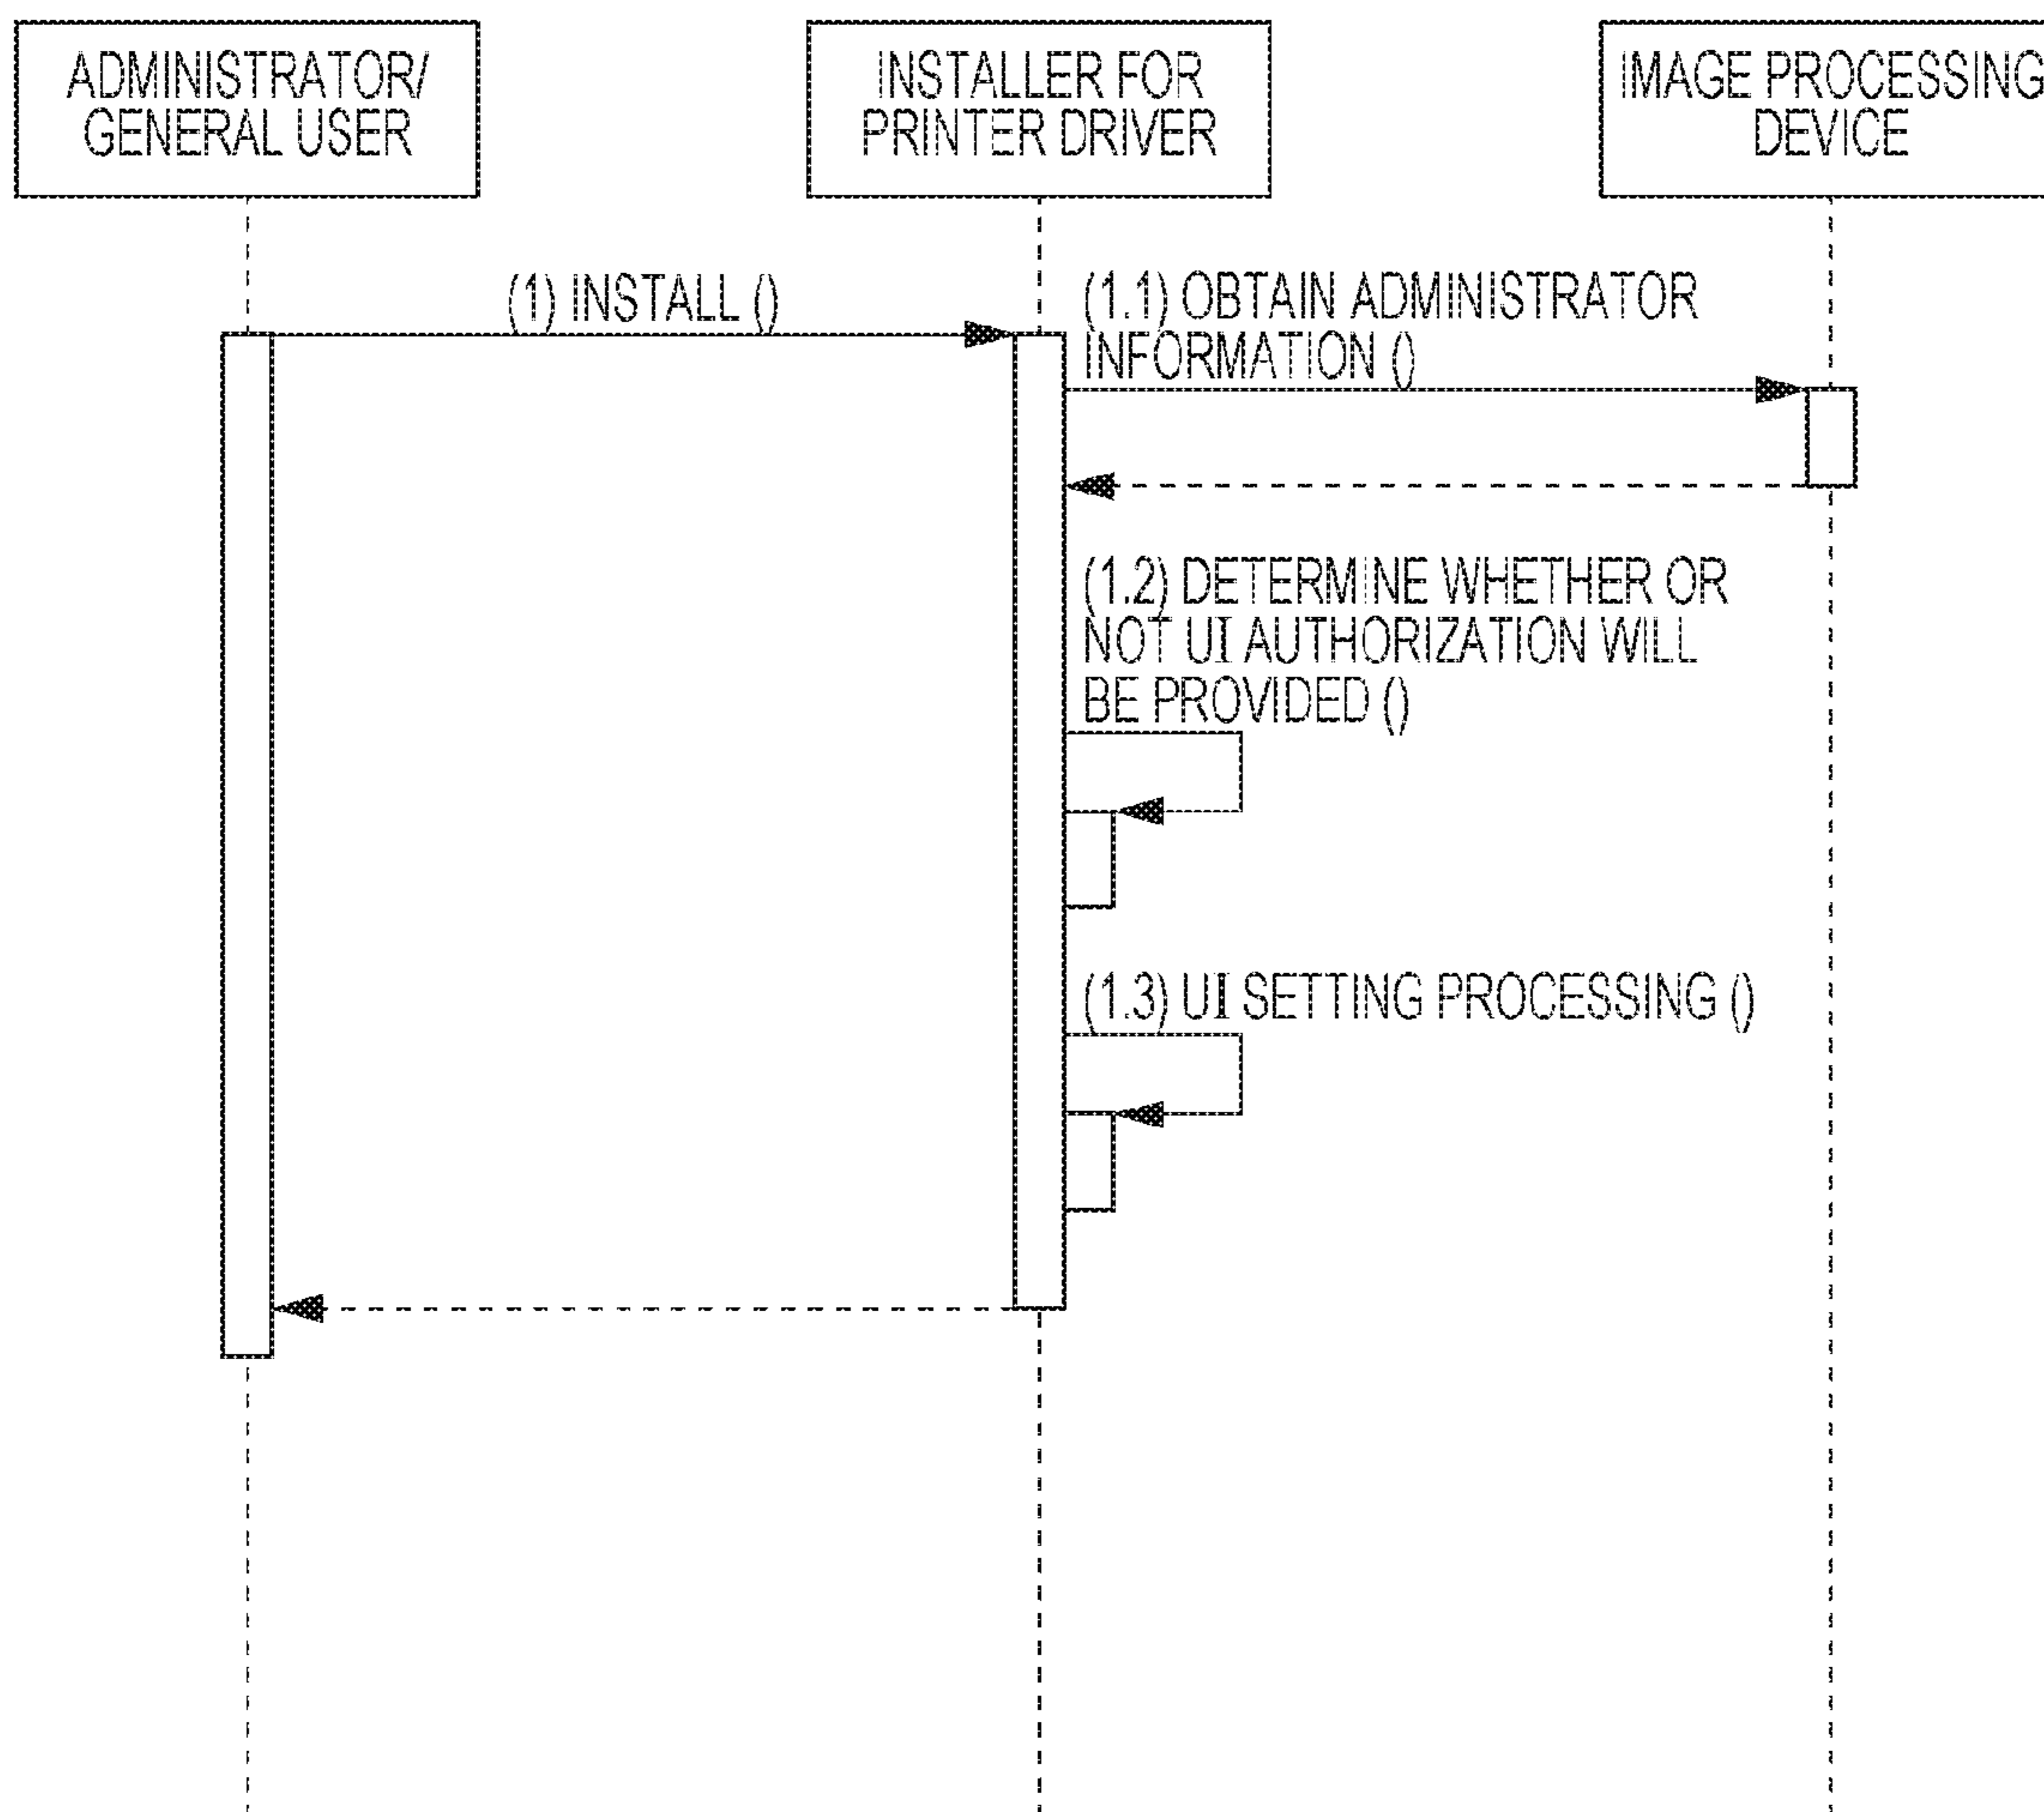 ADMINISTRATOR/
GENERAL USER
INSTALLER FOR
PRINTER DRIVER
IMAGE PROCESSING
DEVICE
(1) INSTALL ()
(1.1) OBTAIN ADMINISTRATOR
INFORMATION ()
(1.2) DETERMINE WHETHER OR
NOT UI AUTHORIZATION WILL
BE PROVIDED ()
(1.3) UI SETTING PROCESSING ()